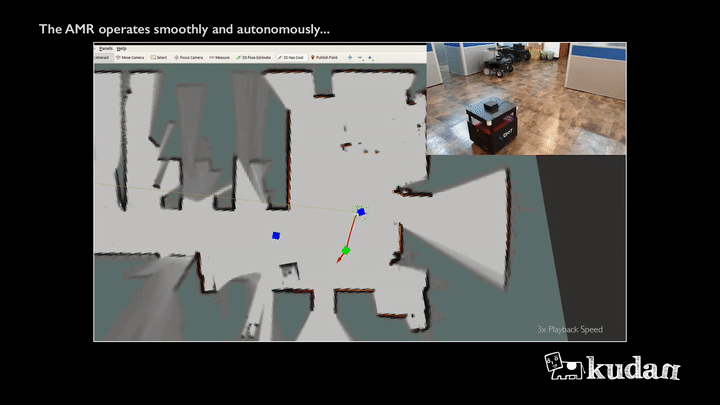 The AMR operates smoothly and autonomously...
Panels Help
Interact Move Camera Select Focus Camera Measure 2D Pose Estimate 2D Nav Goal Publish Point
3x Playback Speed
kudan